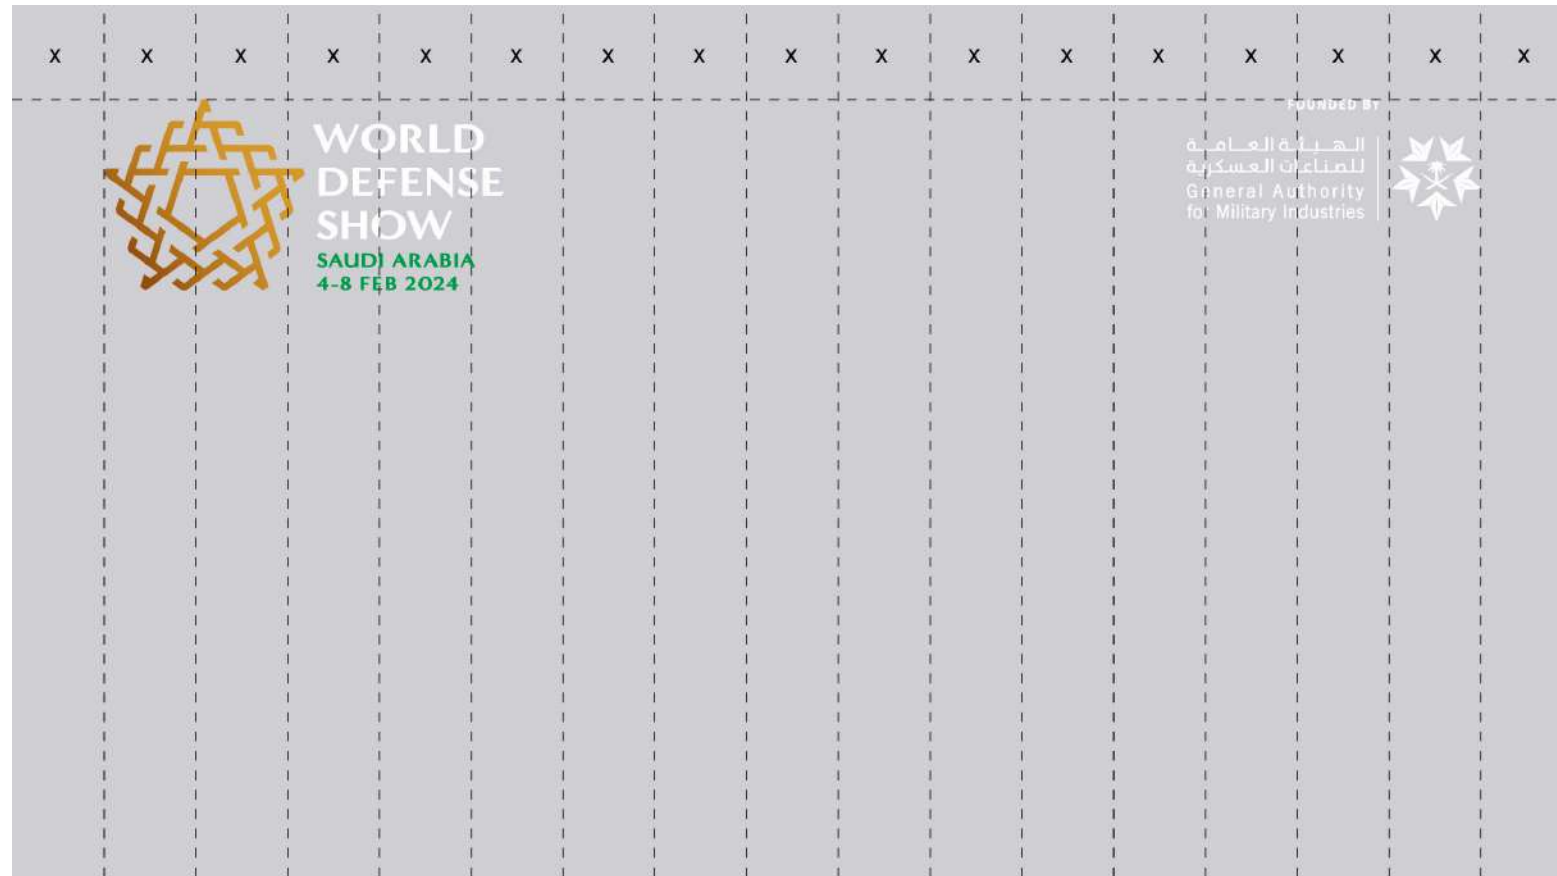 x x x x x x x x x x x x x x x x x
WORLD
DEFENSE
SHOW
SAUDI ARABIA
4-8 FEB 2024
FOUNDED BY
الهيئة العامة
للصناعات العسكرية
General Authority
for Military Industries